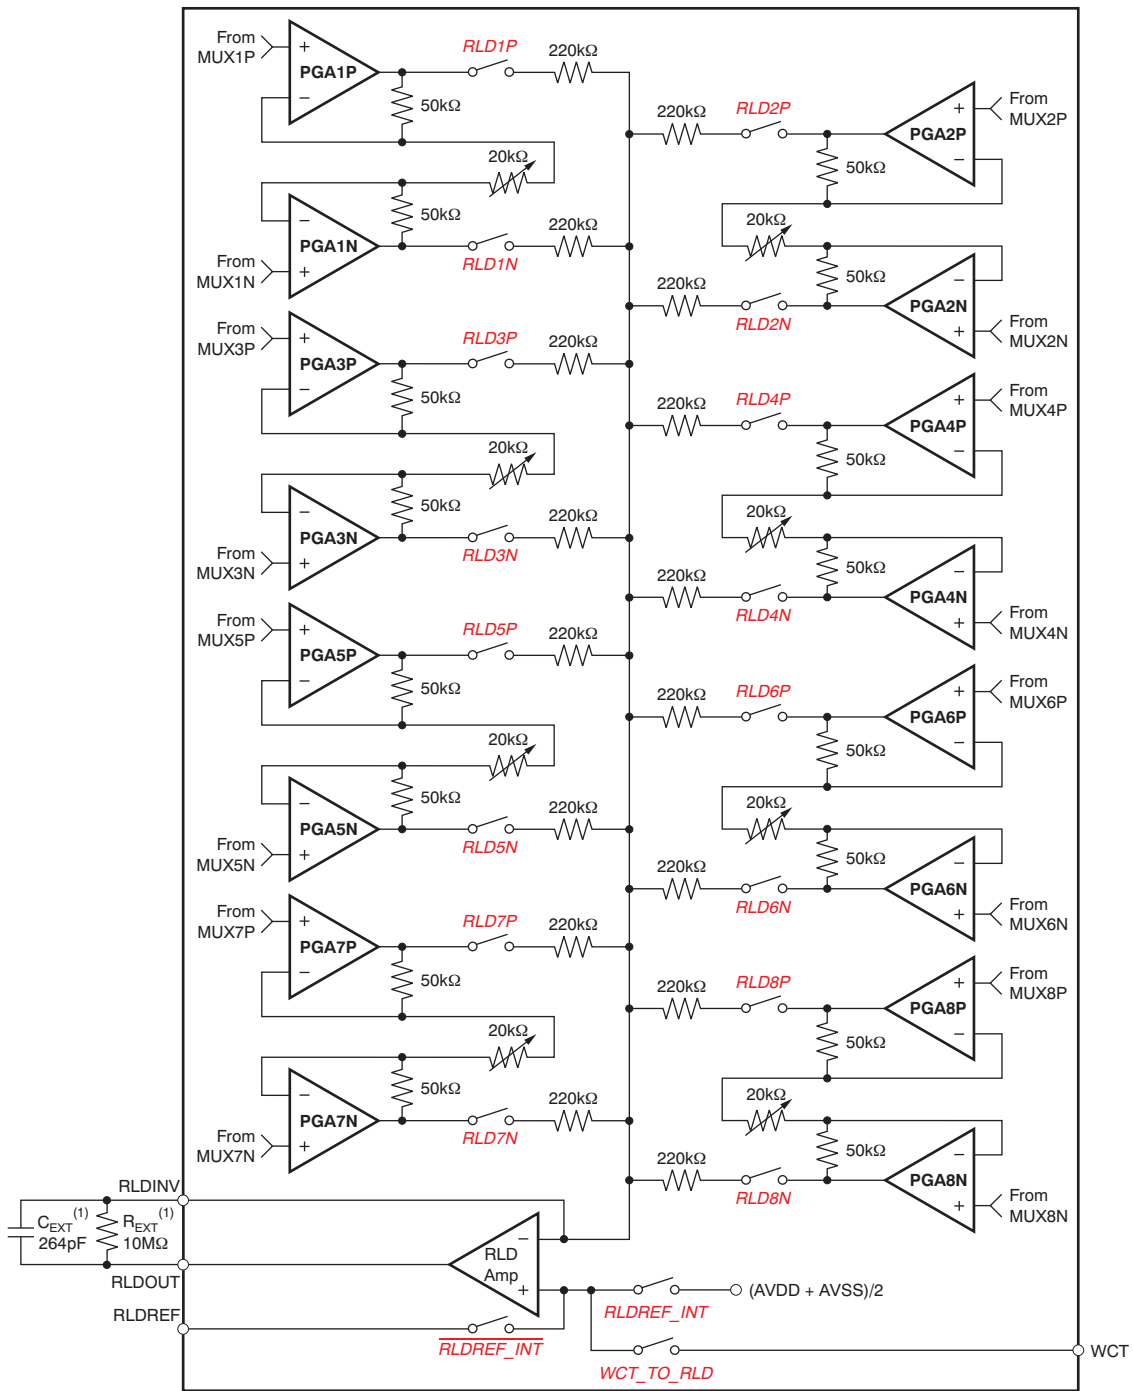 From
MUX1P
+
PGA1P
−
RLD1P
220kΩ
50kΩ
20kΩ
−
PGA1N
+
50kΩ
220kΩ
RLD1N
From
MUX1N
From
MUX3P
+
PGA3P
−
RLD3P
220kΩ
50kΩ
20kΩ
−
PGA3N
+
50kΩ
220kΩ
RLD3N
From
MUX3N
From
MUX5P
+
PGA5P
−
RLD5P
220kΩ
50kΩ
20kΩ
−
PGA5N
+
50kΩ
220kΩ
RLD5N
From
MUX5N
From
MUX7P
+
PGA7P
−
RLD7P
220kΩ
50kΩ
20kΩ
−
PGA7N
+
50kΩ
220kΩ
RLD7N
From
MUX7N
220kΩ
RLD2P
+
PGA2P
−
From
MUX2P
50kΩ
20kΩ
220kΩ
RLD2N
50kΩ
−
PGA2N
+
From
MUX2N
220kΩ
RLD4P
+
PGA4P
−
From
MUX4P
50kΩ
20kΩ
220kΩ
RLD4N
50kΩ
−
PGA4N
+
From
MUX4N
220kΩ
RLD6P
+
PGA6P
−
From
MUX6P
50kΩ
20kΩ
220kΩ
RLD6N
50kΩ
−
PGA6N
+
From
MUX6N
220kΩ
RLD8P
+
PGA8P
−
From
MUX8P
50kΩ
20kΩ
220kΩ
RLD8N
50kΩ
−
PGA8N
+
From
MUX8N
RLDINV
CEXT(1)
264pF
REXT(1)
10MΩ
RLDOUT
RLDREF
−
RLD
Amp
+
RLDREF_INT
(AVDD + AVSS)/2
RLDREF_INT
WCT_TO_RLD
WCT